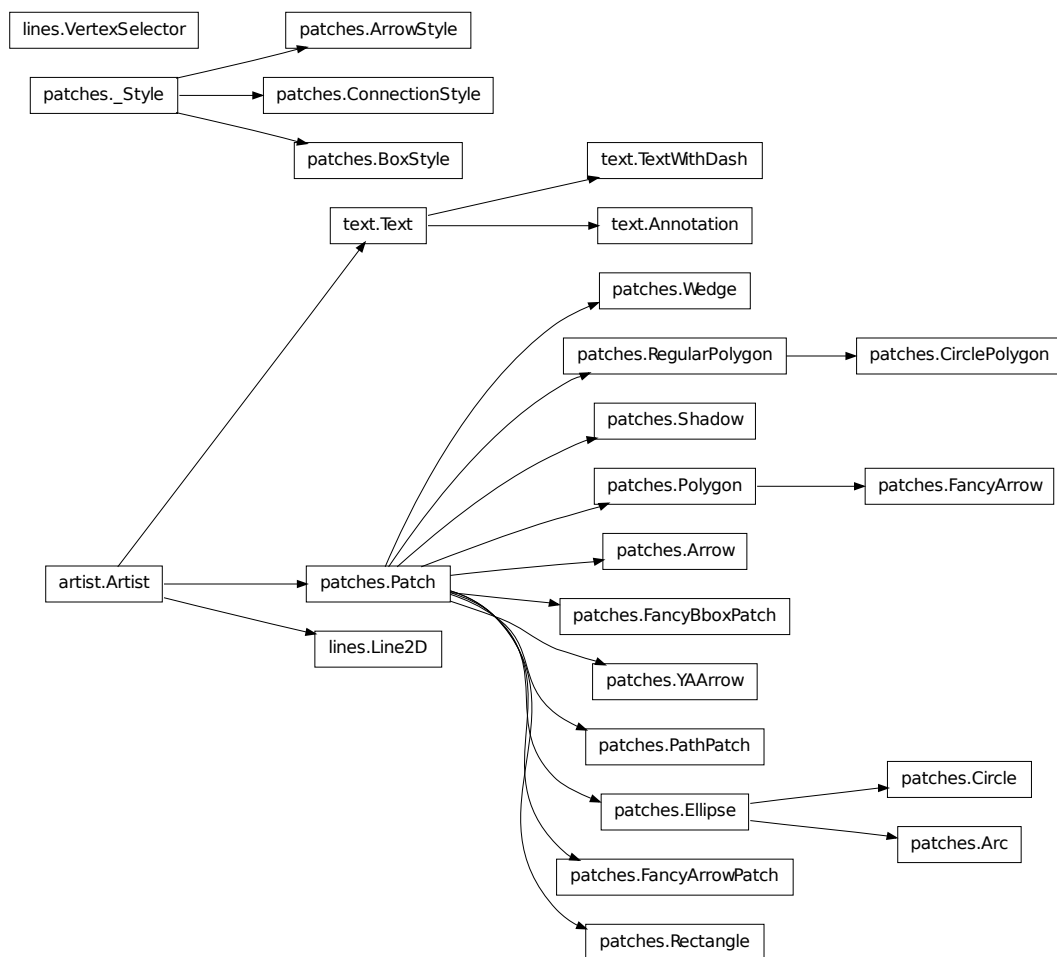 lines.VertexSelector
patches.ArrowStyle
patches._Style
patches.ConnectionStyle
patches.BoxStyle
text.TextWithDash
text.Text
text.Annotation
patches.Wedge
patches.RegularPolygon
patches.CirclePolygon
patches.Shadow
patches.Polygon
patches.FancyArrow
patches.Arrow
artist.Artist
patches.Patch
patches.FancyBboxPatch
lines.Line2D
patches.YAArrow
patches.PathPatch
patches.Circle
patches.Ellipse
patches.Arc
patches.FancyArrowPatch
patches.Rectangle